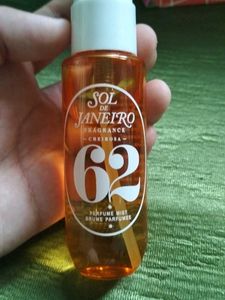 SOL
DE
JANEIRO
FRAGRANCE
CHEIROSA
62
PERFUME MIST
BRUME PARFUMÉE